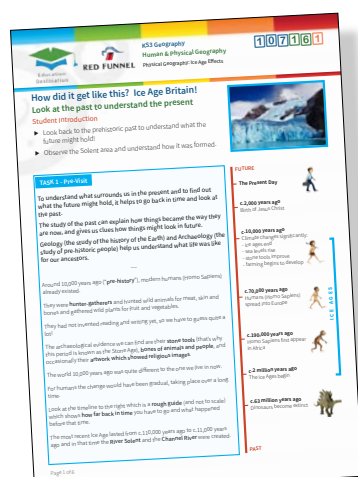 Education
Destination
RED FUNNEL
KS3 Geography
Human & Physical Geography
Physical Geography: Ice Age Effects
107161
How did it get like this? Ice Age Britain!
Look at the past to understand the present
Student Introduction
Look back to the prehistoric past to understand what the
future might hold!
Observe the Solent area and understand how it was formed.
TASK 1 - Pre-Visit
To understand what surrounds us in the present and to find out
what the future might hold, it helps to go back in time and look at
the past.
The study of the past can explain how things became the way they
are now, and gives us clues how things might look in future.
Geology (the study of the history of the Earth) and Archaeology (the
study of pre-historic people) help us understand what life was like
for our ancestors.
Around 10,000 years ago ("pre-history"), modern humans (Homo Sapiens)
already existed.
They were hunter-gatherers and hunted wild animals for meat, skin and
bones and gathered wild plants for fruit and vegetables.
They had not invented reading and writing yet, so we have to guess quite a
lot!
The archaeological evidence we can find are their stone tools (that's why
this period is known as the Stone Age), bones of animals and people, and
occasionally their artwork which showed religious images.
The world 10,000 years ago was quite different to the one we live in now.
For humans the change would have been gradual, taking place over a long
time.
Look at the timeline to the right which is a rough guide (and not to scale)
which shows how far back in time you have to go and what happened
before that time.
The most recent Ice Age lasted from c.110,000 years ago to c.11,000 years
ago and in that time the River Solent and the Channel River were created.
FUTURE
The Present Day
c.2,000 years ago
Birth of Jesus Christ
c.10,000 years ago
Climate changes significantly:
- ice ages end
- sea levels rise
- stone tools improve
- farming begins to develop
c.70,000 years ago
Humans (Homo Sapiens)
spread into Europe
c.200,000 years ago
Homo Sapiens first appear
in Africa
c.2 million years ago
The Ice Ages begin
c.63 million years ago
Dinosaurs become extinct
PAST
ICE AGES
Page 1 of 6